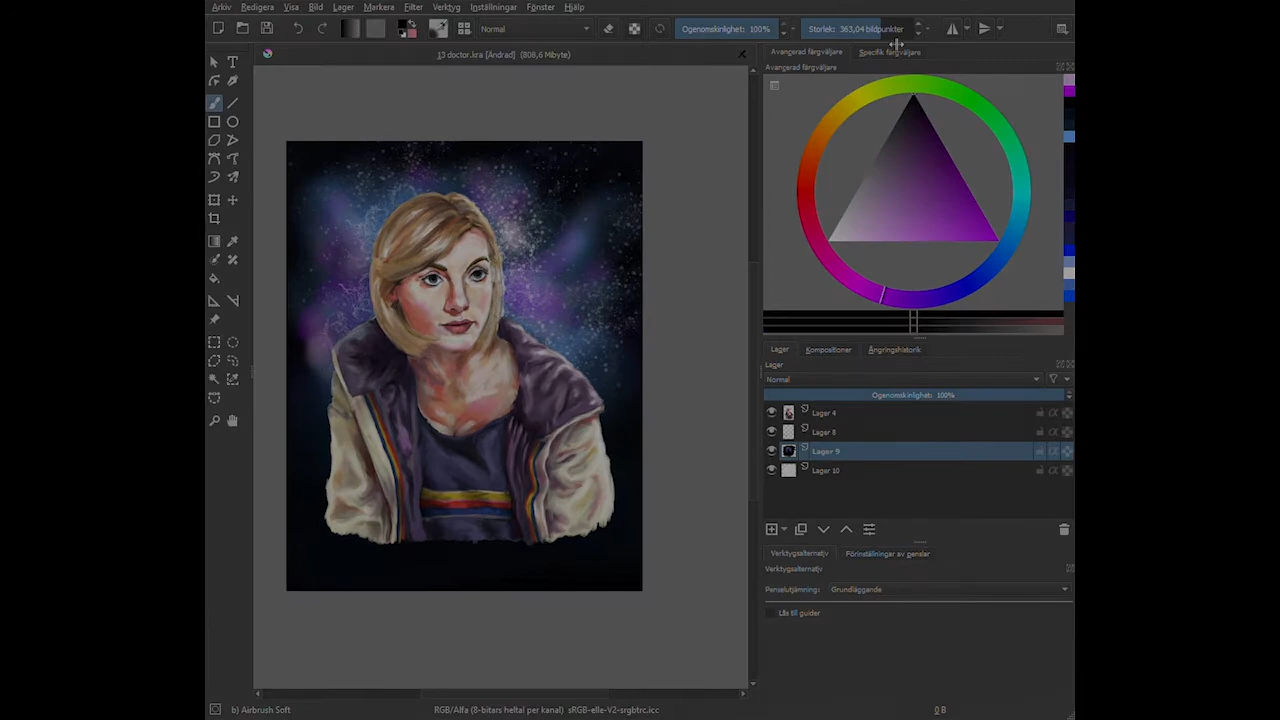 Arkiv Redigera Visa Bild Lager Markera Filter Verktyg Inställningar Fönster Hjälp
Normal Ogenomskinlighet: 100% Storlek: 363,04 bildpunkter
13 doctor.kra [Ändrad] (808,6 Mbyte)
Avancerad färgväljare Specifik färgväljare
Avancerad färgväljare
Lager Kompositioner Ångringshistorik
Lager
Normal
Ogenomskinlighet: 100%
Lager 4
Lager 8
Lager 9
Lager 10
Verktygsalternativ Förinställningar av penslar
Verktygsalternativ
Penselutjämning: Grundläggande
Lås till guider
b) Airbrush Soft RGB/Alfa (8-bitars heltal per kanal) sRGB-elle-V2-srgbtrc.icc 0 B